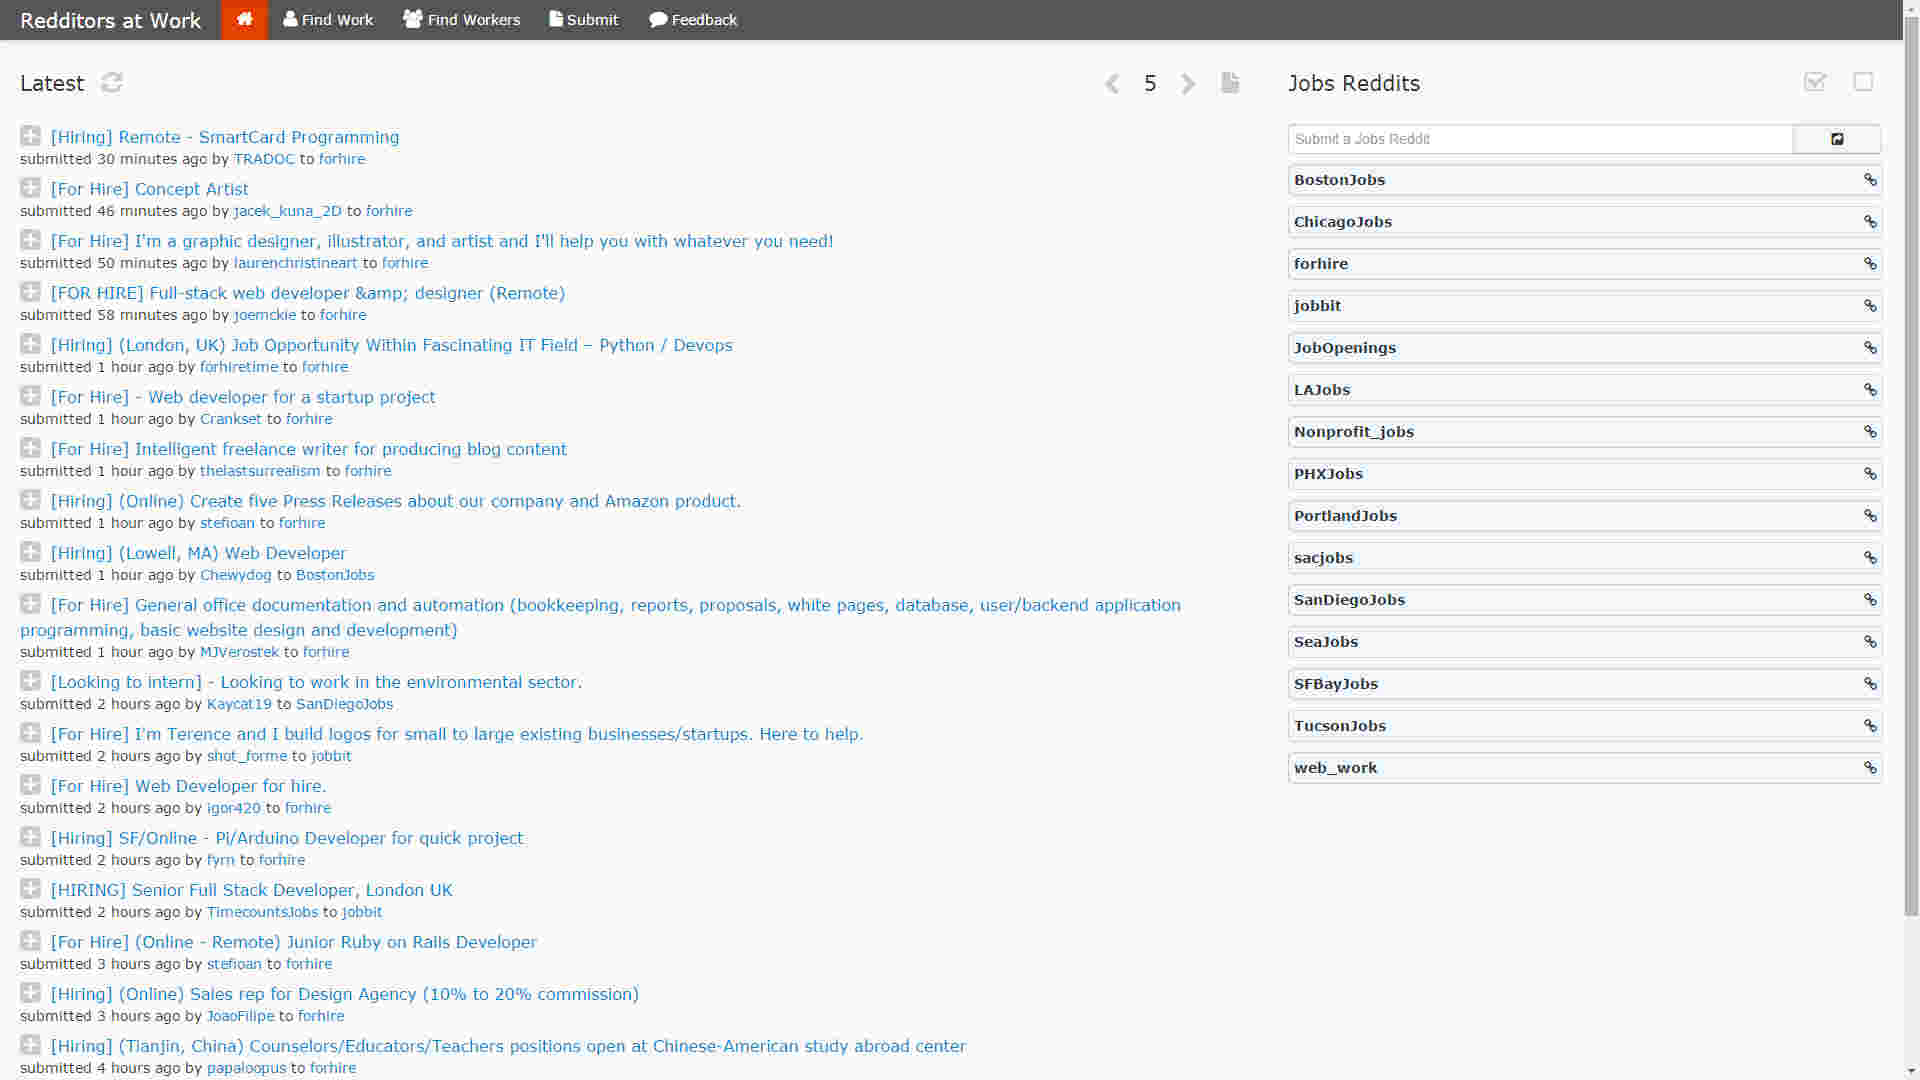 Redditors at Work Find Work Find Workers Submit Feedback
Latest
5
[Hiring] Remote - SmartCard Programming
submitted 30 minutes ago by TRADOC to forhire
[For Hire] Concept Artist
submitted 46 minutes ago by jacek_kuna_2D to forhire
[For Hire] I'm a graphic designer, illustrator, and artist and I'll help you with whatever you need!
submitted 50 minutes ago by laurenchristineart to forhire
[FOR HIRE] Full-stack web developer &amp; designer (Remote)
submitted 58 minutes ago by joemckie to forhire
[Hiring] (London, UK) Job Opportunity Within Fascinating IT Field – Python / Devops
submitted 1 hour ago by forhiretime to forhire
[For Hire] - Web developer for a startup project
submitted 1 hour ago by Crankset to forhire
[For Hire] Intelligent freelance writer for producing blog content
submitted 1 hour ago by thelastsurrealism to forhire
[Hiring] (Online) Create five Press Releases about our company and Amazon product.
submitted 1 hour ago by stefioan to forhire
[Hiring] (Lowell, MA) Web Developer
submitted 1 hour ago by Chewydog to BostonJobs
[For Hire] General office documentation and automation (bookkeeping, reports, proposals, white pages, database, user/backend application
programming, basic website design and development)
submitted 1 hour ago by MJVerostek to forhire
[Looking to intern] - Looking to work in the environmental sector.
submitted 2 hours ago by Kaycat19 to SanDiegoJobs
[For Hire] I'm Terence and I build logos for small to large existing businesses/startups. Here to help.
submitted 2 hours ago by shot_forme to jobbit
[For Hire] Web Developer for hire.
submitted 2 hours ago by igor420 to forhire
[Hiring] SF/Online - Pi/Arduino Developer for quick project
submitted 2 hours ago by fyrn to forhire
[HIRING] Senior Full Stack Developer, London UK
submitted 2 hours ago by TimecountsJobs to jobbit
[For Hire] (Online - Remote) Junior Ruby on Rails Developer
submitted 3 hours ago by stefioan to forhire
[Hiring] (Online) Sales rep for Design Agency (10% to 20% commission)
submitted 3 hours ago by JoaoFilipe to forhire
[Hiring] (Tianjin, China) Counselors/Educators/Teachers positions open at Chinese-American study abroad center
submitted 4 hours ago by papaloopus to forhire
Jobs Reddits
Submit a Jobs Reddit
BostonJobs
ChicagoJobs
forhire
jobbit
JobOpenings
LAJobs
Nonprofit_jobs
PHXJobs
PortlandJobs
sacjobs
SanDiegoJobs
SeaJobs
SFBayJobs
TucsonJobs
web_work